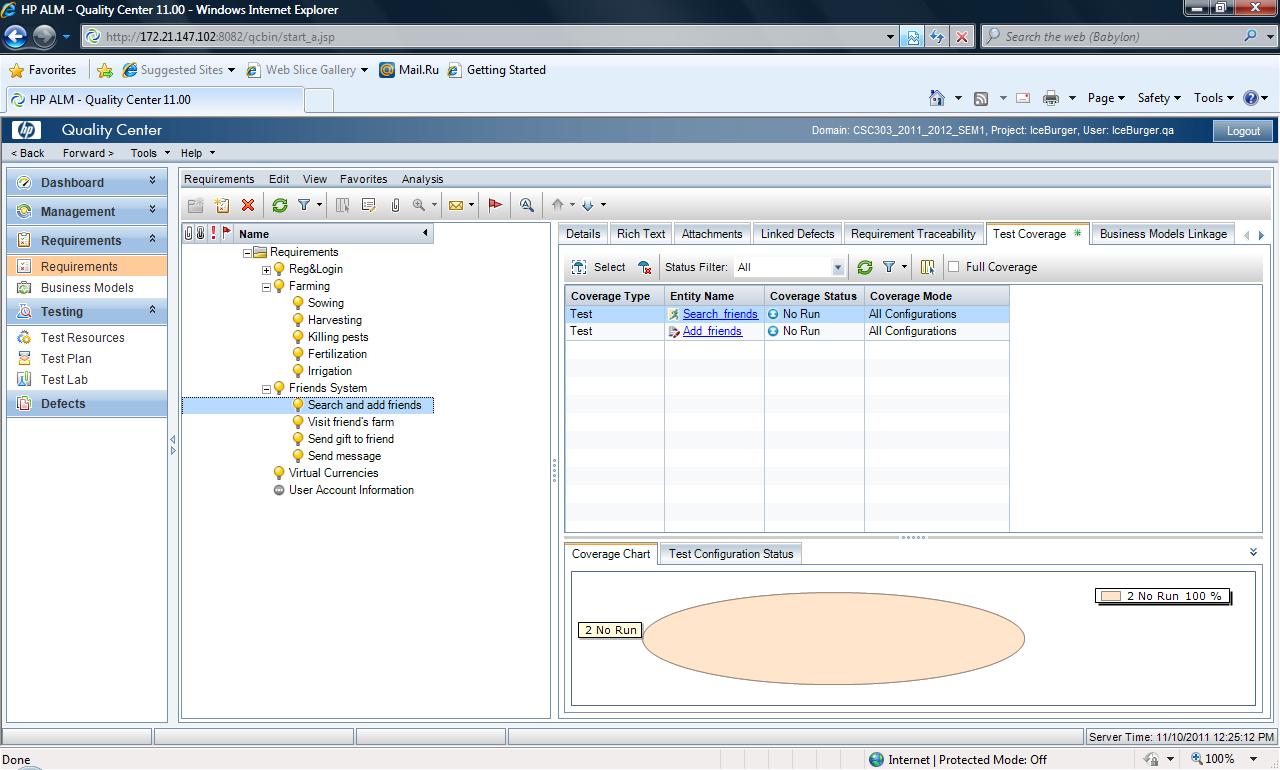 HP ALM - Quality Center 11.00 - Windows Internet Explorer
http://172.21.147.102:8082/qcbin/start_a.jsp
Search the web (Babylon)
Favorites Suggested Sites Web Slice Gallery Mail.Ru Getting Started
HP ALM - Quality Center 11.00
Page Safety Tools
hp Quality Center
Domain: CSC303_2011_2012_SEM1, Project: IceBurger, User: IceBurger.qa
Logout
< Back Forward > Tools Help
Dashboard
Management
Requirements
Requirements
Business Models
Testing
Test Resources
Test Plan
Test Lab
Defects
Requirements Edit View Favorites Analysis
Name
Requirements
Reg&Login
Farming
Sowing
Harvesting
Killing pests
Fertilization
Irrigation
Friends System
Search and add friends
Visit friend's farm
Send gift to friend
Send message
Virtual Currencies
User Account Information
Details Rich Text Attachments Linked Defects Requirement Traceability Test Coverage * Business Models Linkage
Select Status Filter: All Full Coverage
Coverage Type Entity Name Coverage Status Coverage Mode
Test Search_friends No Run All Configurations
Test Add_friends No Run All Configurations
Coverage Chart Test Configuration Status
2 No Run
2 No Run 100 %
Server Time: 11/10/2011 12:25:12 PM
Done
Internet | Protected Mode: Off
100%